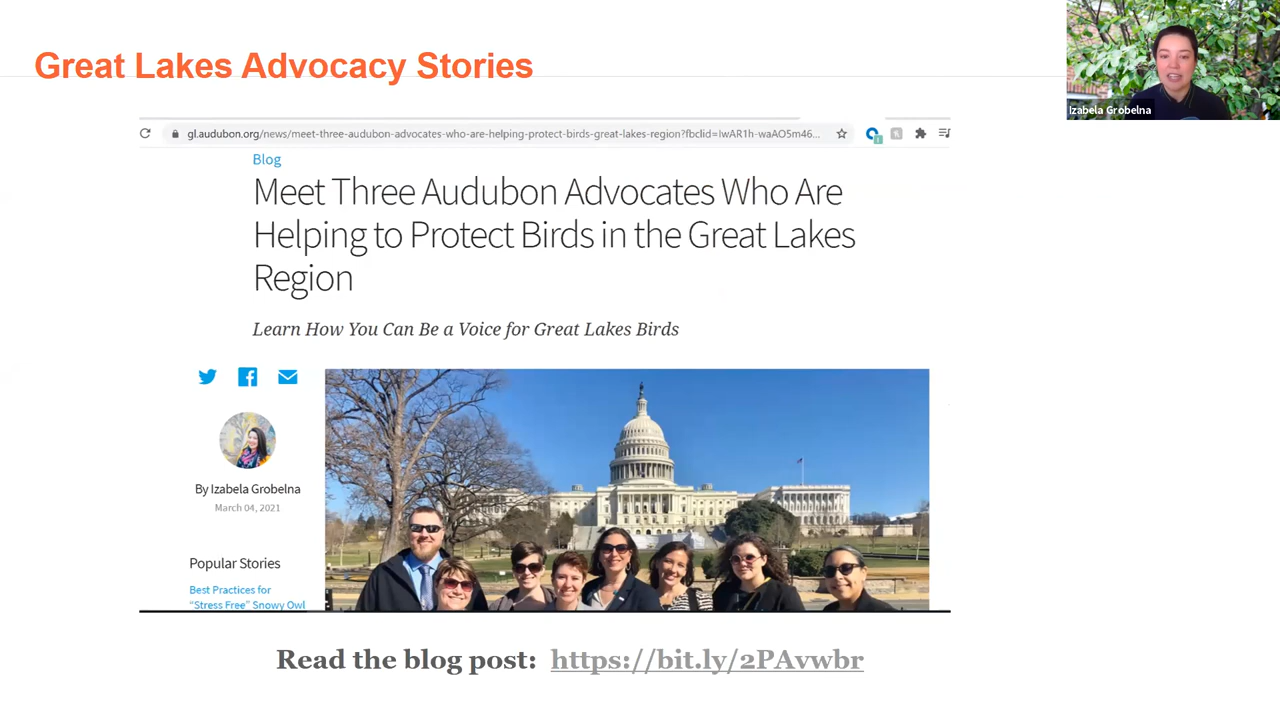 Great Lakes Advocacy Stories
Izabela Grobelna
gl.audubon.org/news/meet-three-audubon-advocates-who-are-helping-protect-birds-great-lakes-region?fbclid=IwAR1h-waAO5m46...
Blog
Meet Three Audubon Advocates Who Are
Helping to Protect Birds in the Great Lakes
Region
Learn How You Can Be a Voice for Great Lakes Birds
By Izabela Grobelna
March 04, 2021
Popular Stories
Best Practices for
“Stress Free” Snowy Owl
Read the blog post: https://bit.ly/2PAvwbr